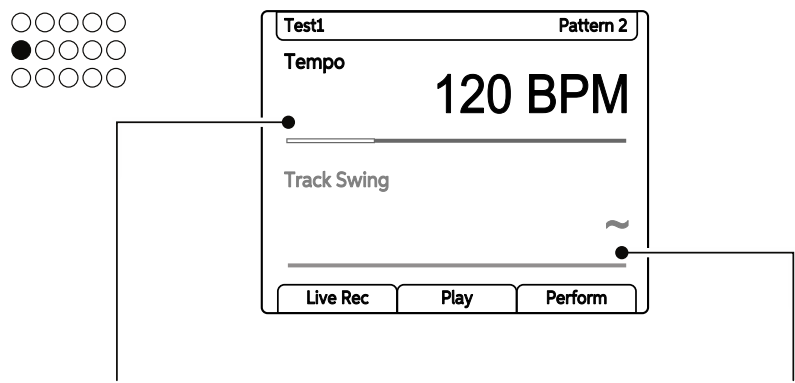 Test1 Pattern 2
Tempo
120 BPM
Track Swing
~
Live Rec Play Perform